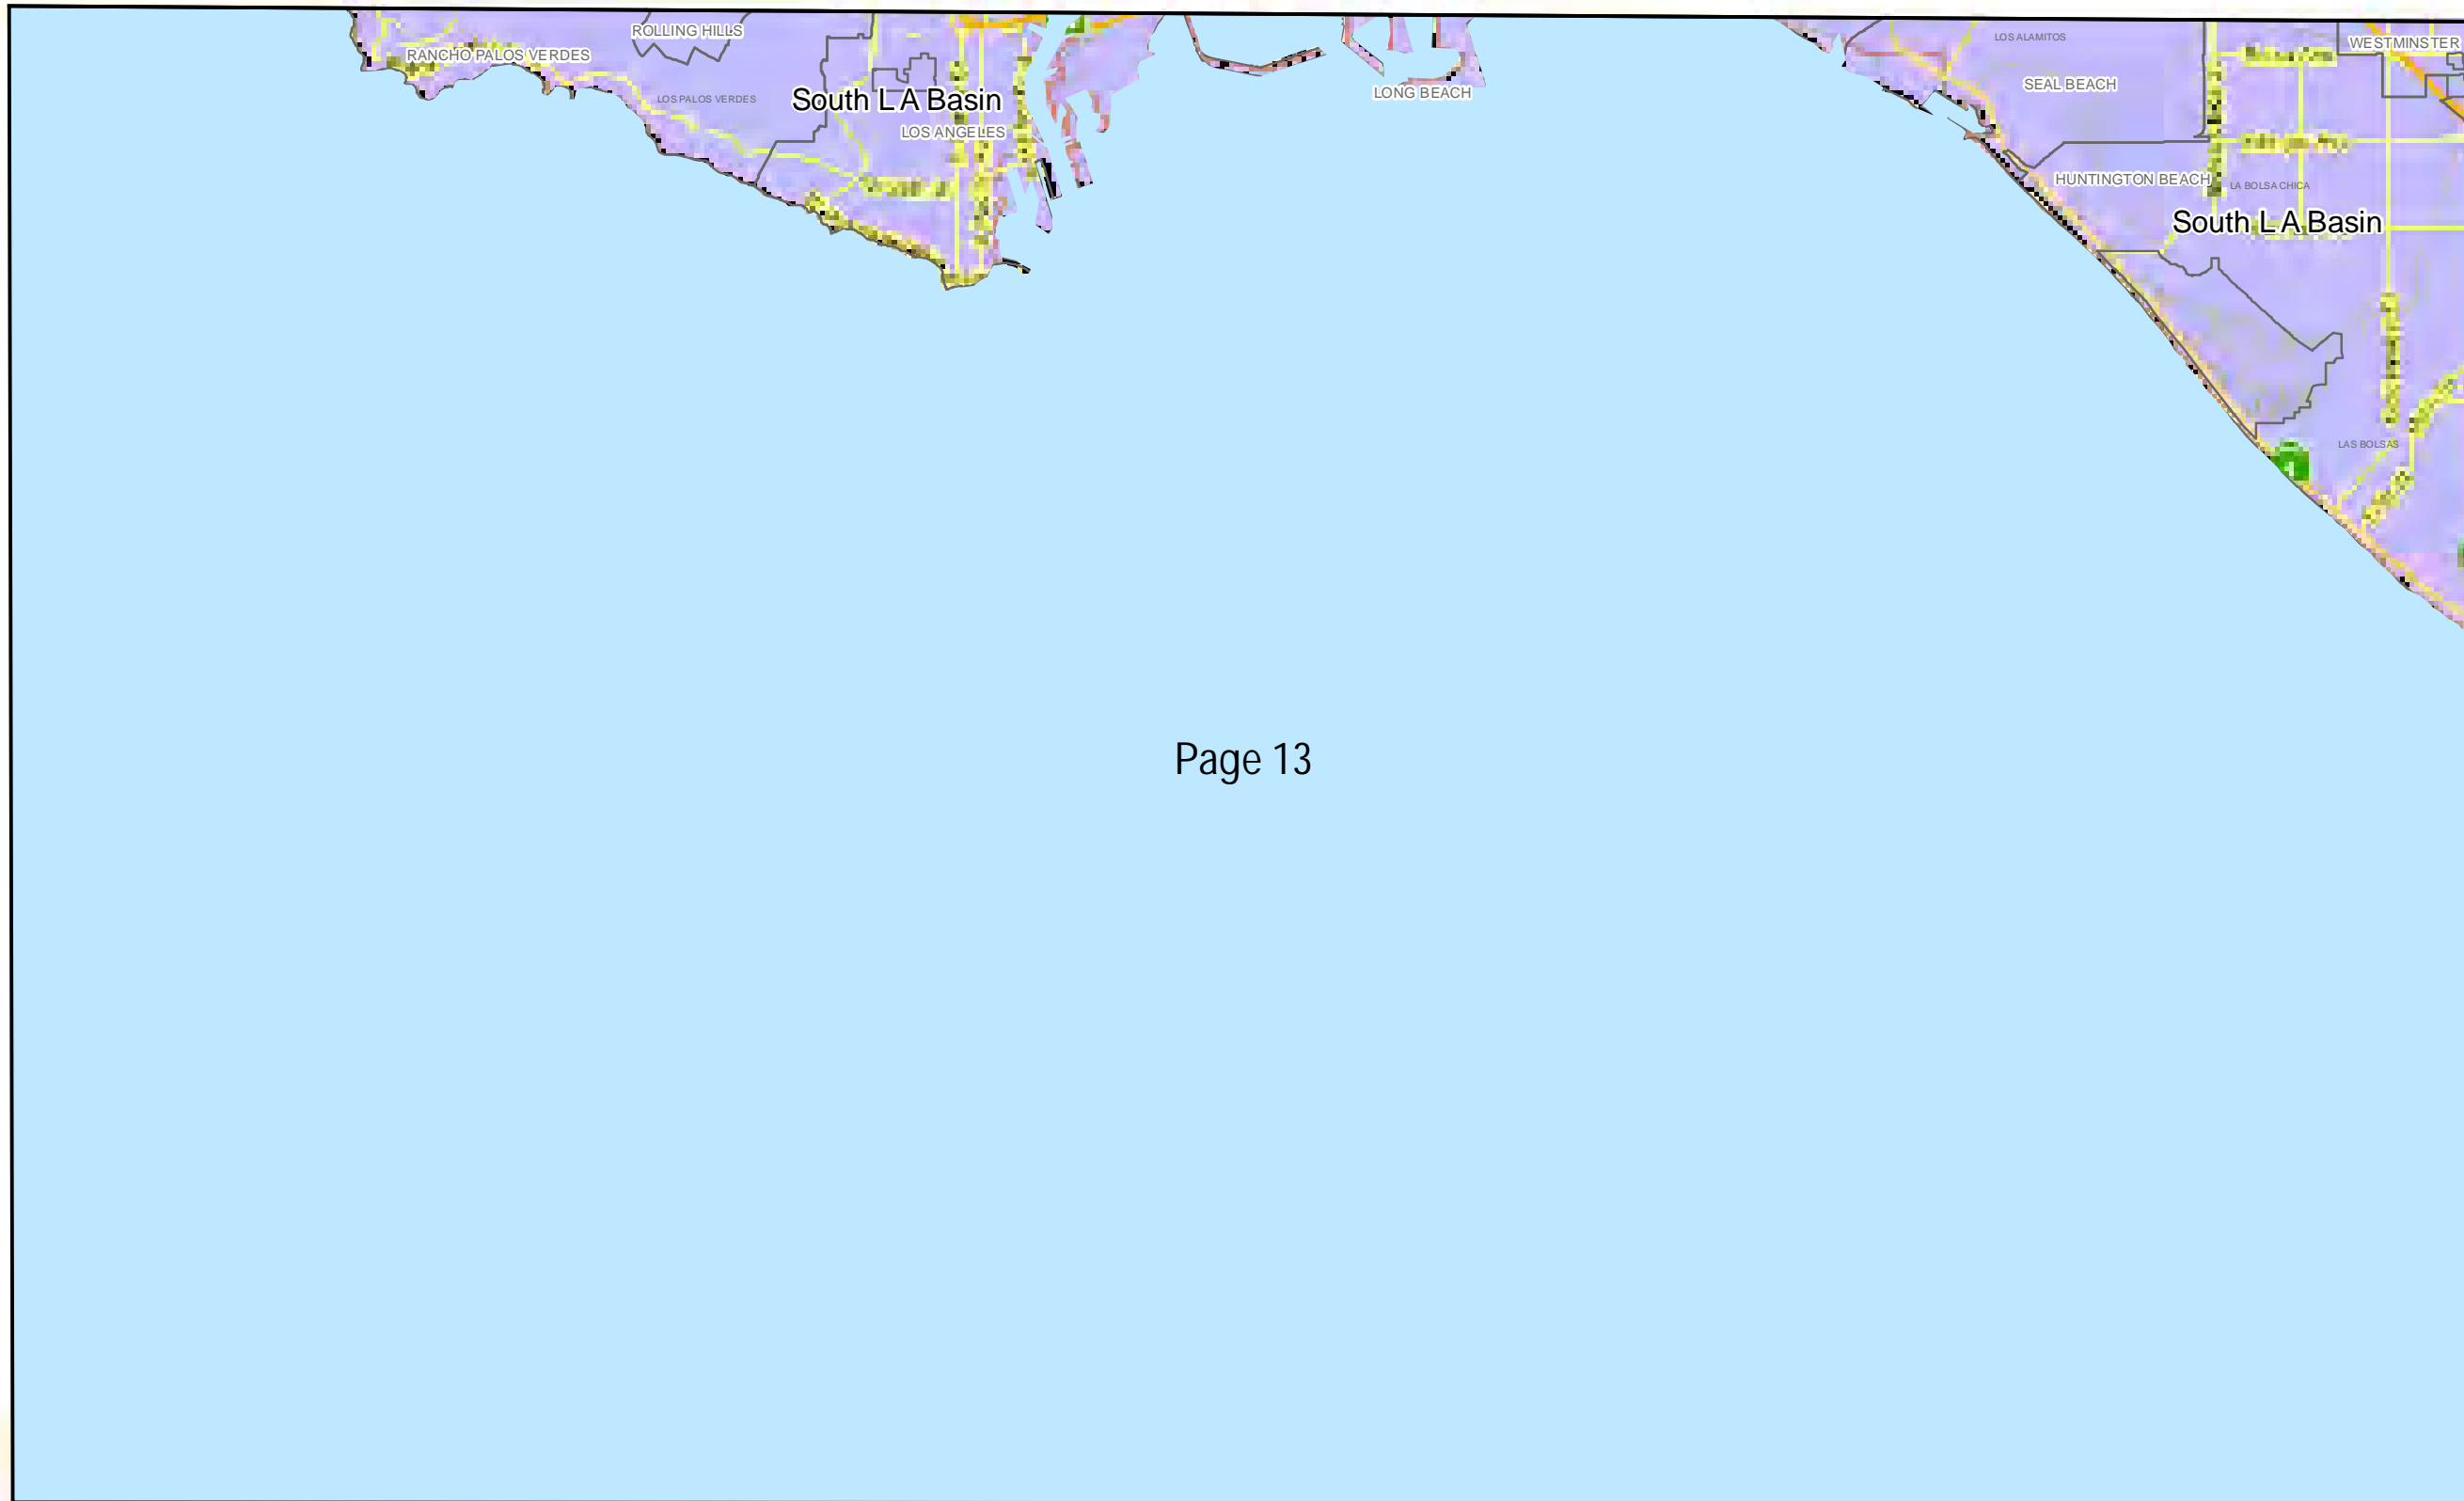 ROLLING HILLS
RANCHO PALOS VERDES
LOS PALOS VERDES
South LA Basin
LOS ANGELES
LONG BEACH
LOS ALAMITOS
WESTMINSTER
SEAL BEACH
HUNTINGTON BEACH
LA BOLSA CHICA
South LA Basin
LAS BOLSAS
1
Page 13